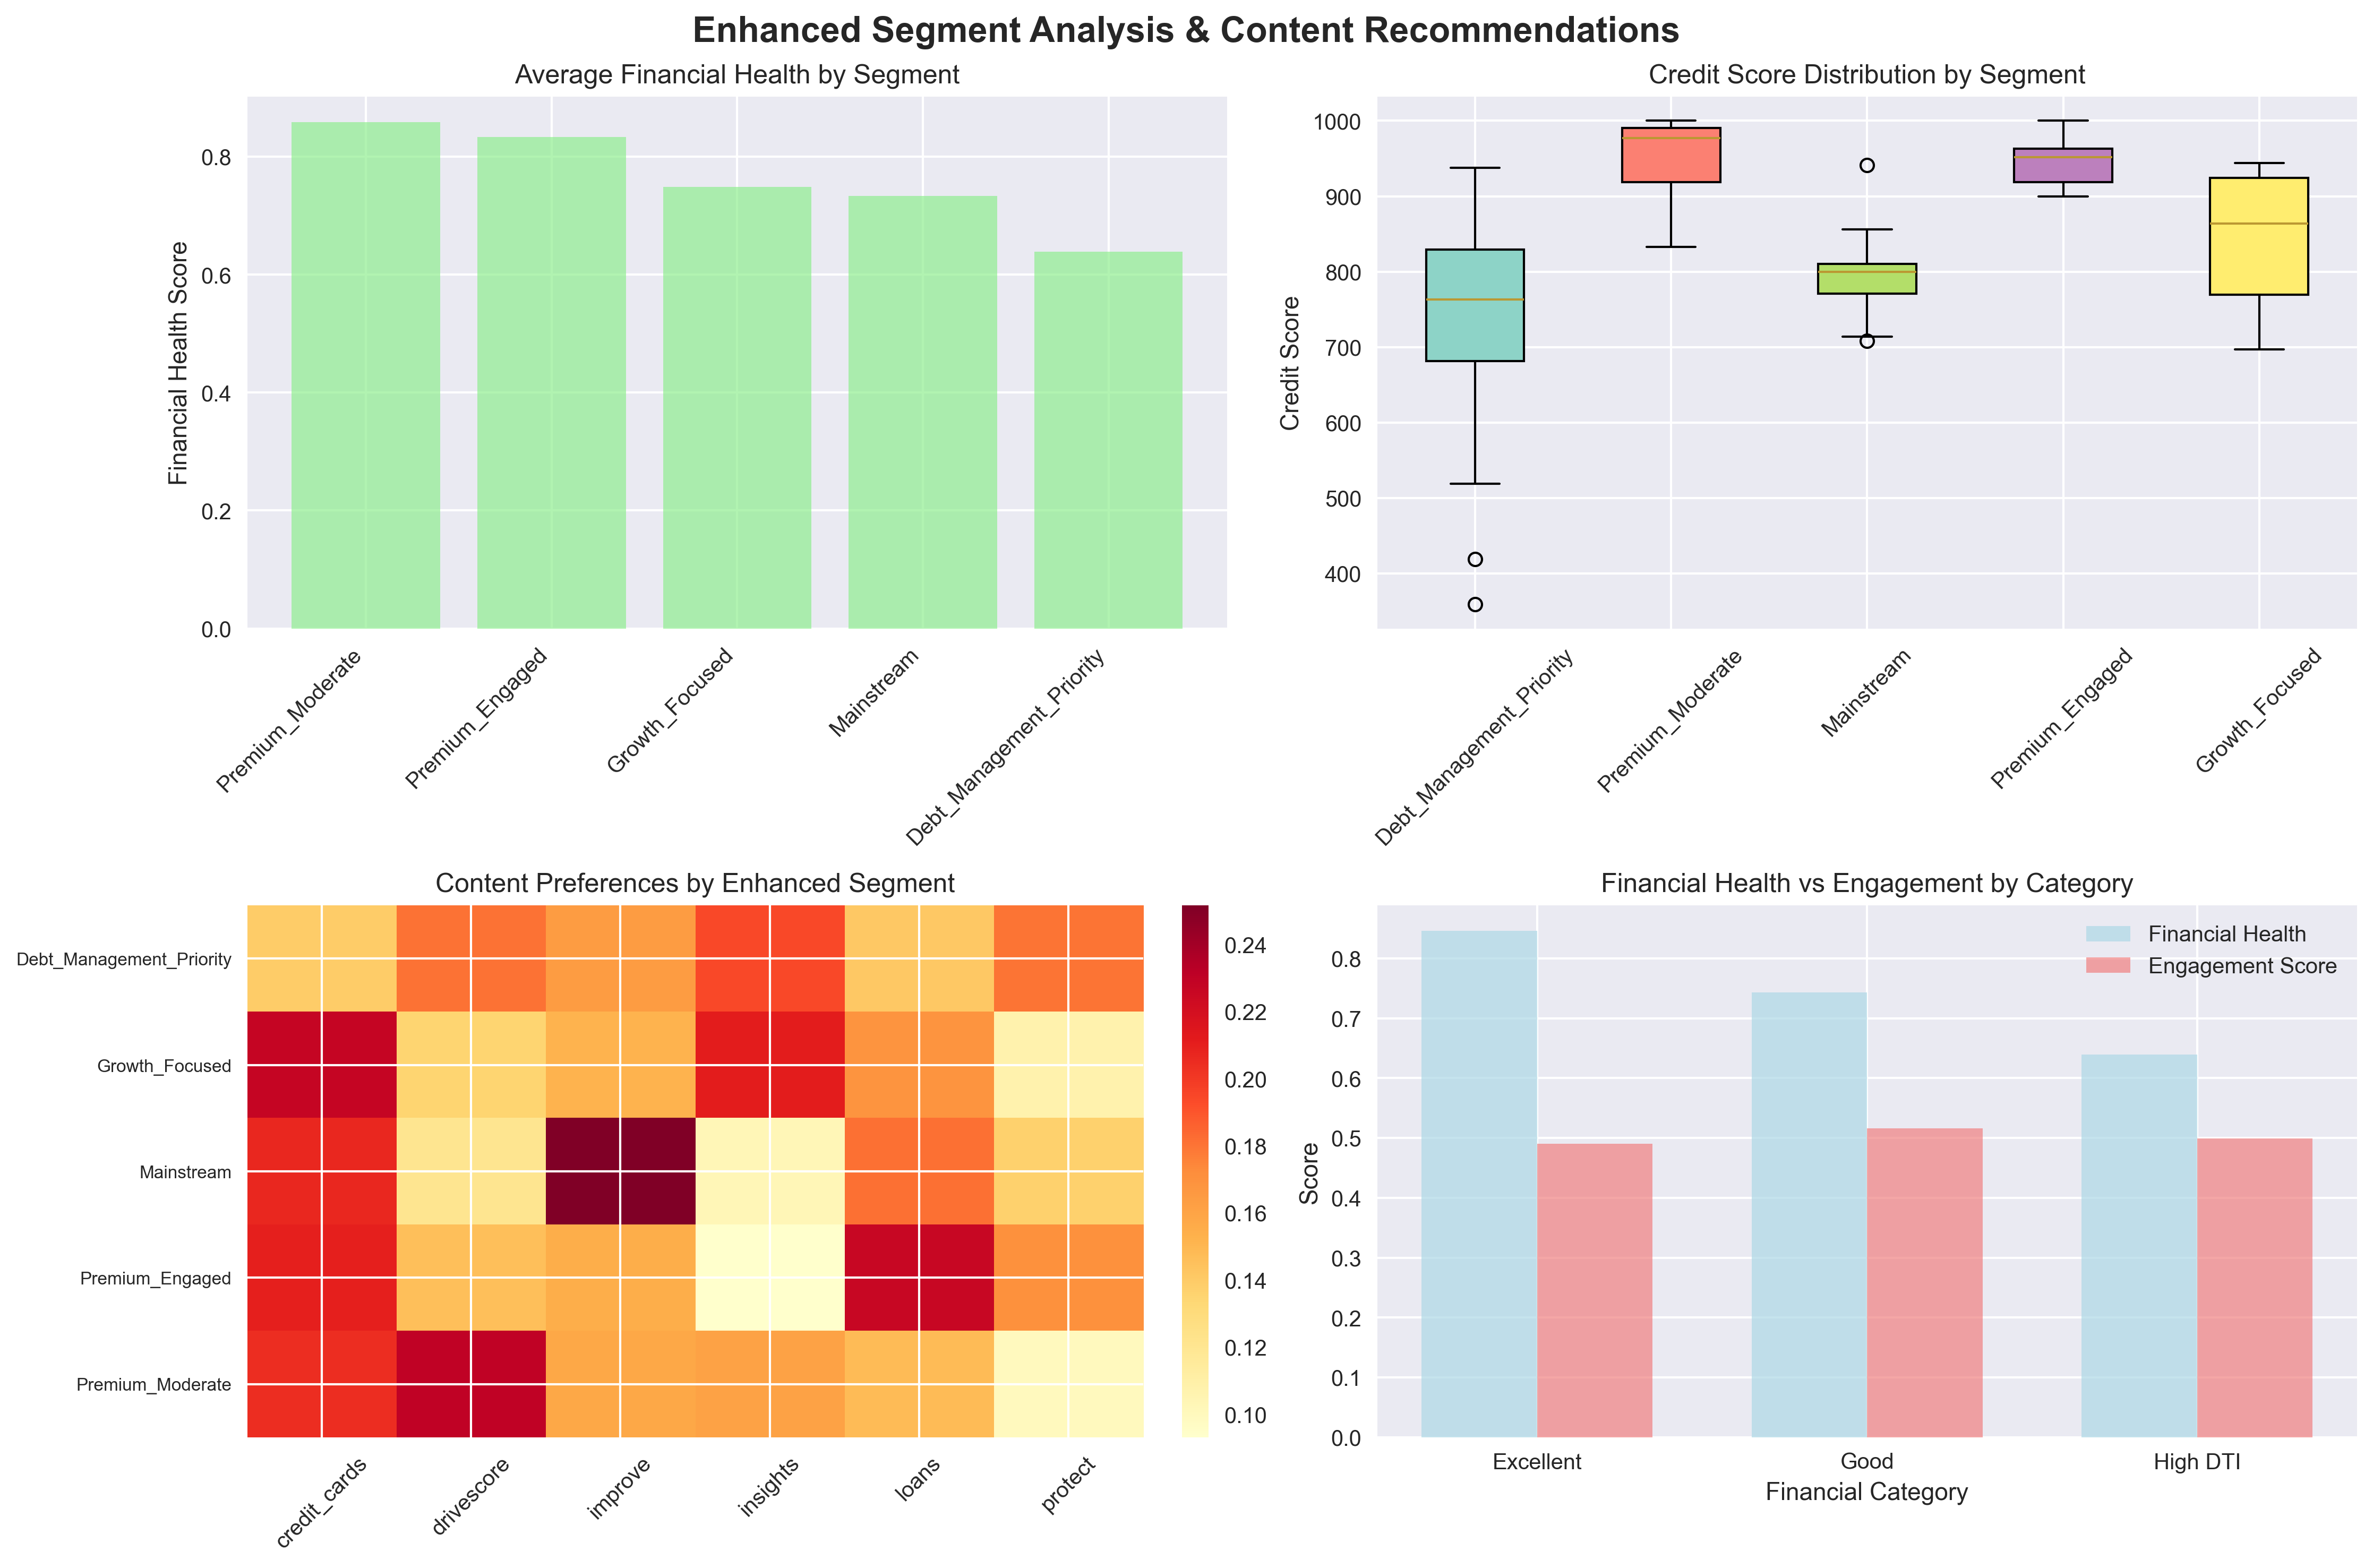 Enhanced Segment Analysis & Content Recommendations
Average Financial Health by Segment
Financial Health Score
0.8
0.6
0.4
0.2
0.0
Premium_Moderate
Premium_Engaged
Growth_Focused
Mainstream
Debt_Management_Priority
Credit Score Distribution by Segment
Credit Score
1000
900
800
700
600
500
400
Debt_Management_Priority
Premium_Moderate
Mainstream
Premium_Engaged
Growth_Focused
Content Preferences by Enhanced Segment
Debt_Management_Priority
Growth_Focused
Mainstream
Premium_Engaged
Premium_Moderate
credit_cards
drivescore
improve
insights
loans
protect
0.24
0.22
0.20
0.18
0.16
0.14
0.12
0.10
Financial Health vs Engagement by Category
Financial Health
Engagement Score
Score
0.8
0.7
0.6
0.5
0.4
0.3
0.2
0.1
0.0
Excellent
Good
High DTI
Financial Category